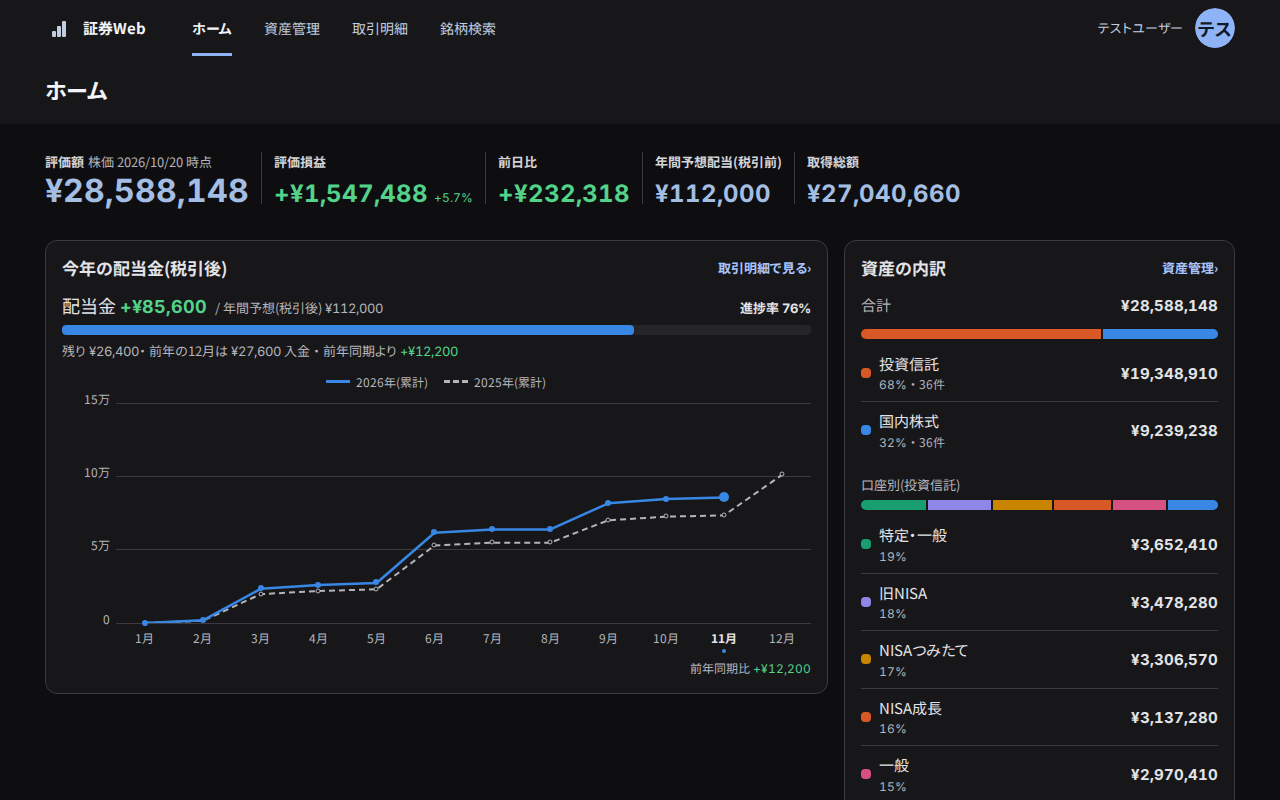 証券Web
ホーム 資産管理 取引明細 銘柄検索
テストユーザー テス
ホーム
評価額 株価 2026/10/20 時点
¥28,588,148
評価損益
+¥1,547,488 +5.7%
前日比
+¥232,318
年間予想配当(税引前)
¥112,000
取得総額
¥27,040,660
今年の配当金(税引後) 取引明細で見る›
配当金 +¥85,600 / 年間予想(税引後) ¥112,000 進捗率 76%
残り ¥26,400・前年の12月は ¥27,600 入金・前年同期より +¥12,200
2026年(累計) 2025年(累計)
15万
10万
5万
0
1月 2月 3月 4月 5月 6月 7月 8月 9月 10月 11月 12月
前年同期比 +¥12,200
資産の内訳 資産管理›
合計 ¥28,588,148
投資信託 ¥19,348,910
68%・36件
国内株式 ¥9,239,238
32%・36件
口座別(投資信託)
特定・一般 ¥3,652,410
19%
旧NISA ¥3,478,280
18%
NISAつみたて ¥3,306,570
17%
NISA成長 ¥3,137,280
16%
一般 ¥2,970,410
15%